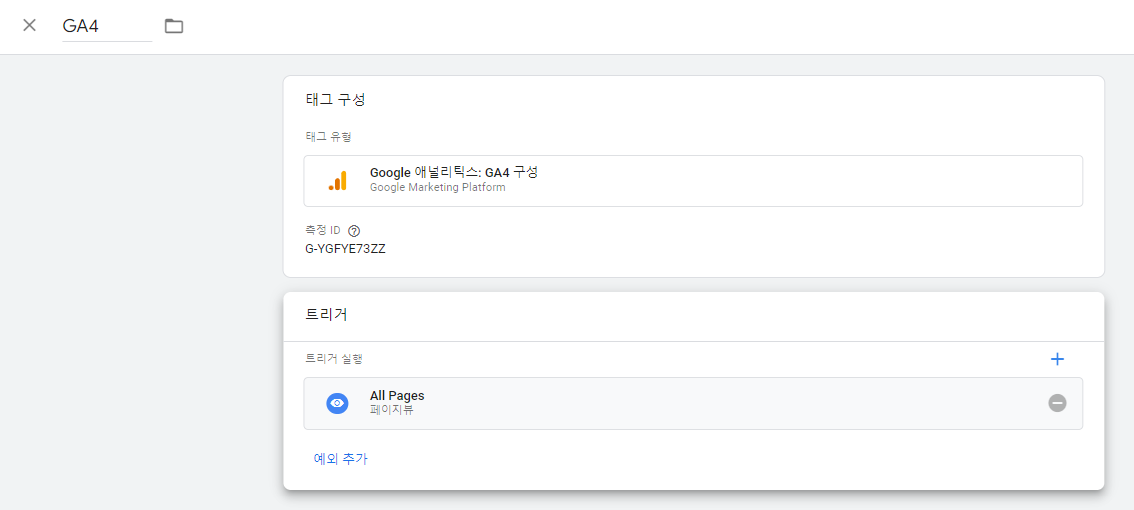 GA4
태그 구성
태그 유형
Google 애널리틱스: GA4 구성
Google Marketing Platform
측정 ID
G-YGFYE73ZZ
트리거
트리거 실행
All Pages
페이지뷰
예외 추가